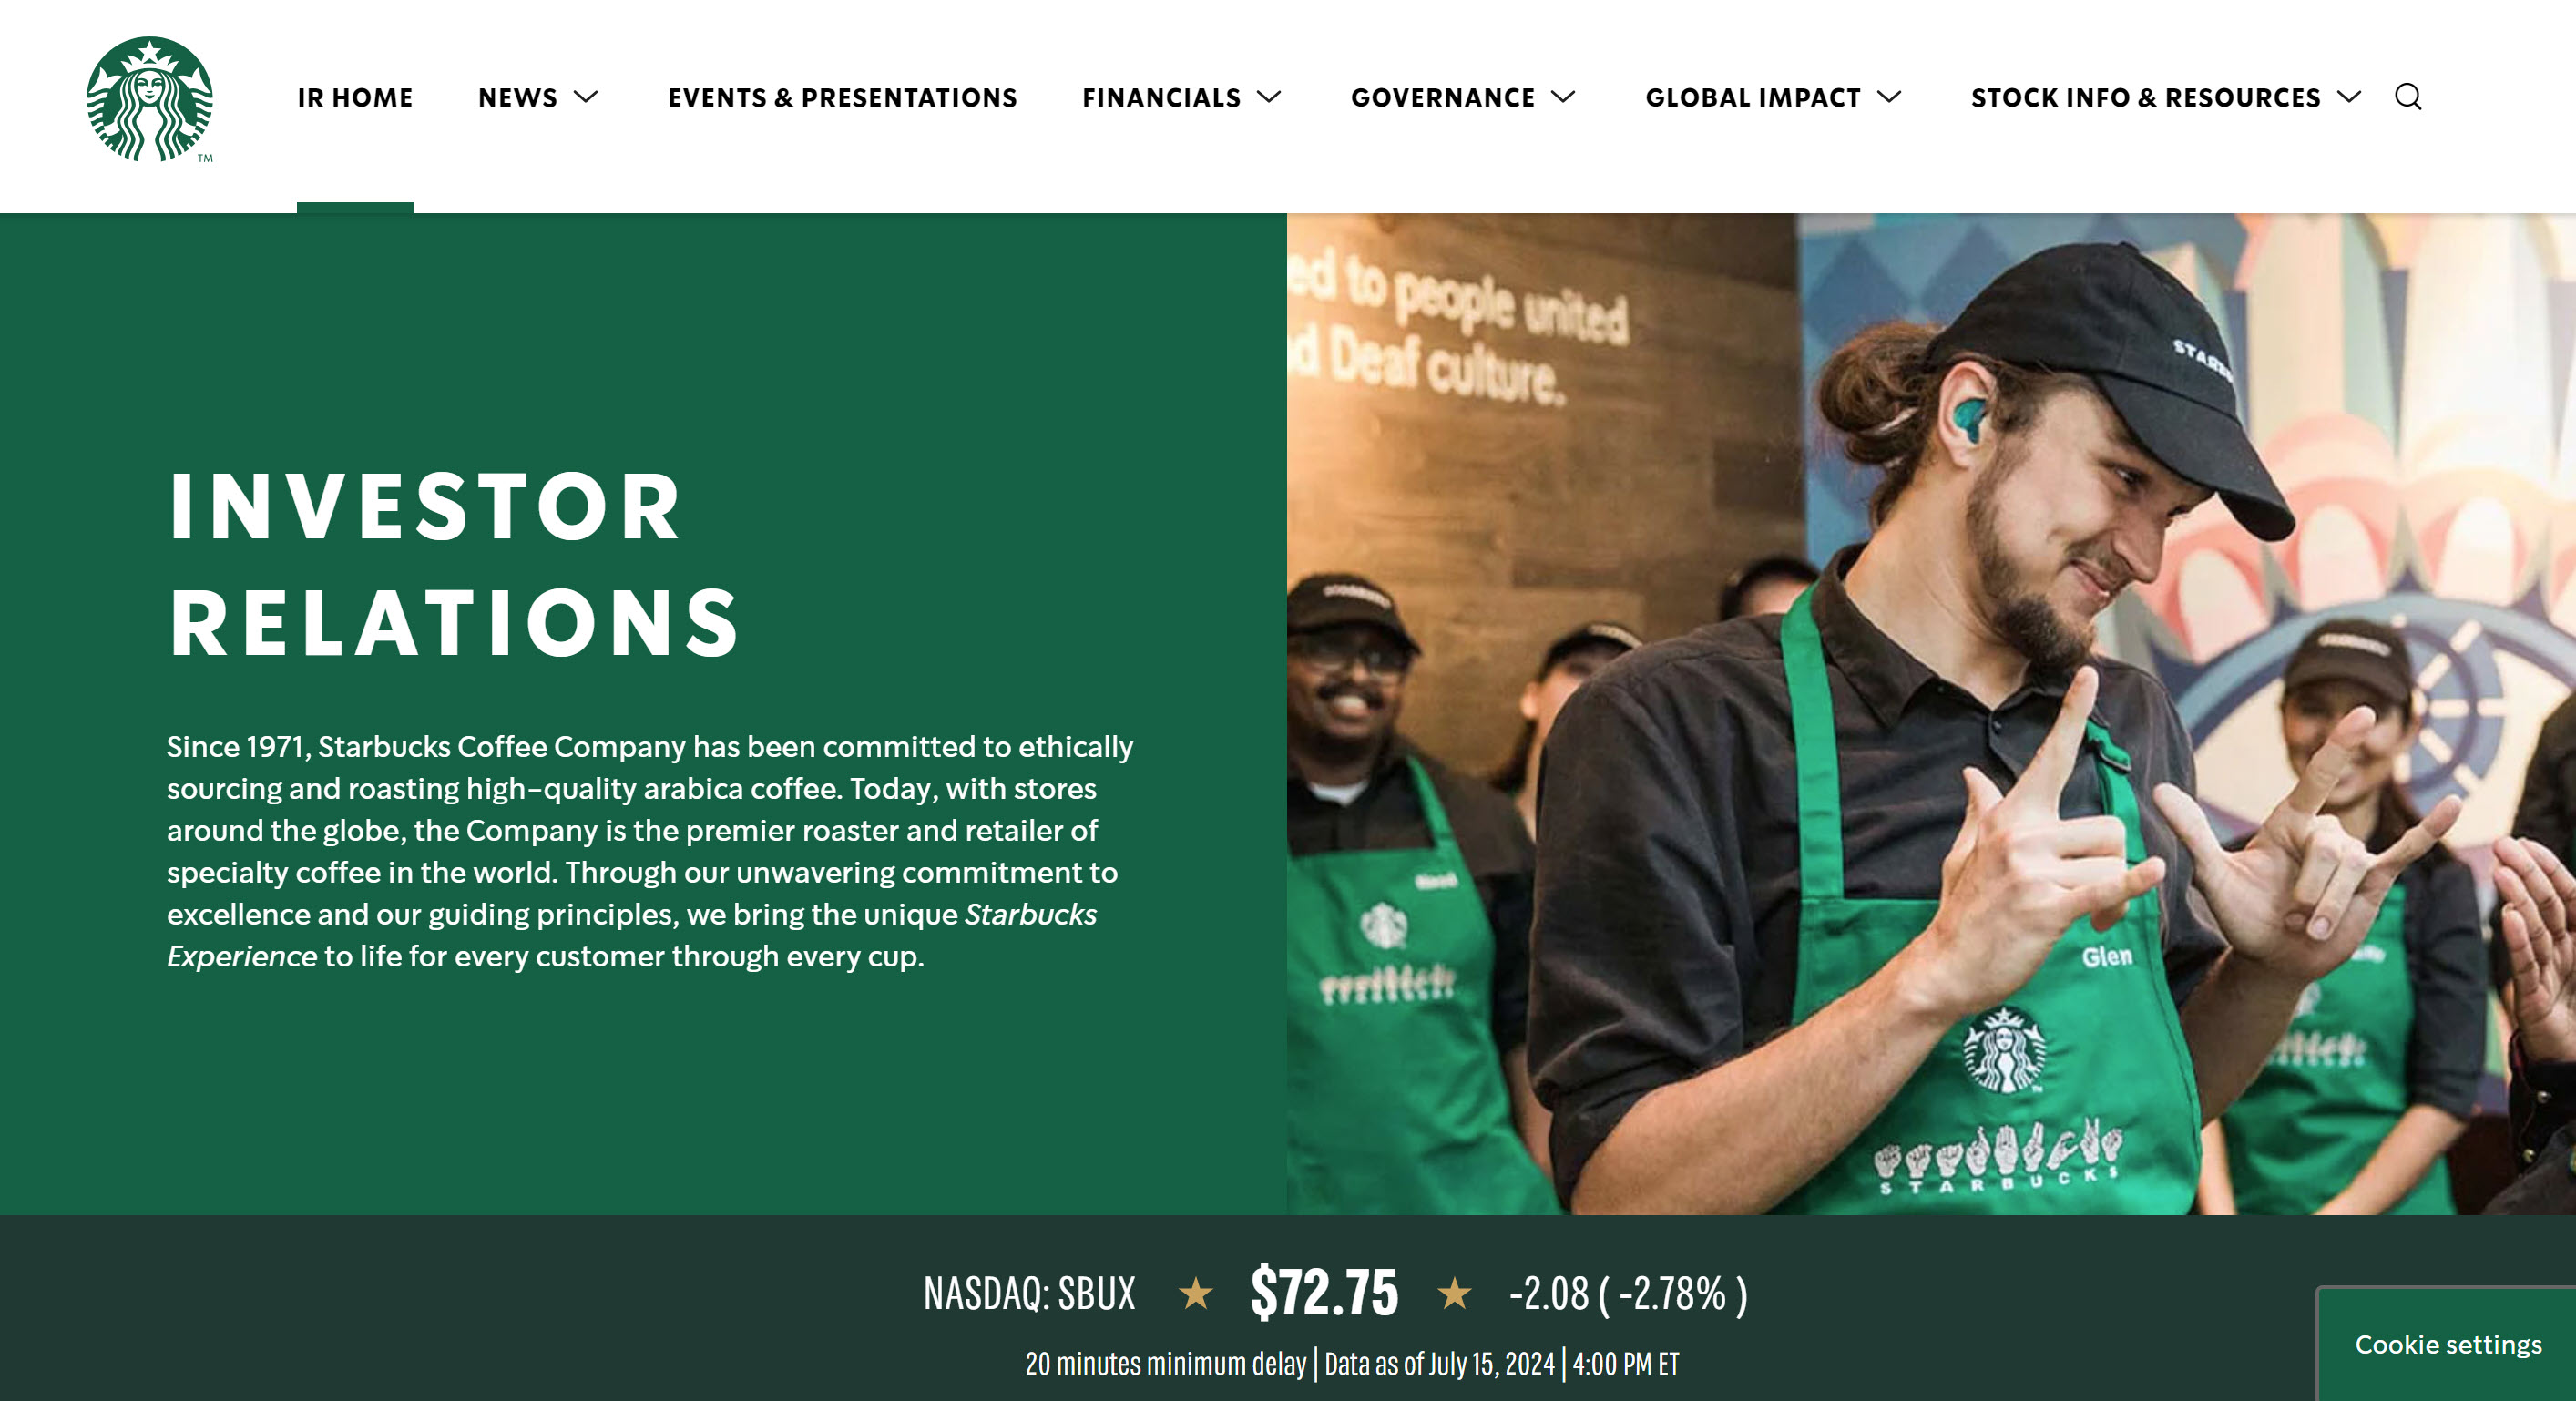 TM
IR HOME
NEWS
EVENTS & PRESENTATIONS
FINANCIALS
GOVERNANCE
GLOBAL IMPACT
STOCK INFO & RESOURCES
INVESTOR
RELATIONS
Since 1971, Starbucks Coffee Company has been committed to ethically
sourcing and roasting high-quality arabica coffee. Today, with stores
around the globe, the Company is the premier roaster and retailer of
specialty coffee in the world. Through our unwavering commitment to
excellence and our guiding principles, we bring the unique Starbucks
Experience to life for every customer through every cup.
ed to people united
d Deaf culture.
Glen
STARBUCKS
NASDAQ: SBUX ★ $72.75 ★ -2.08 ( -2.78% )
20 minutes minimum delay | Data as of July 15, 2024 | 4:00 PM ET
Cookie settings